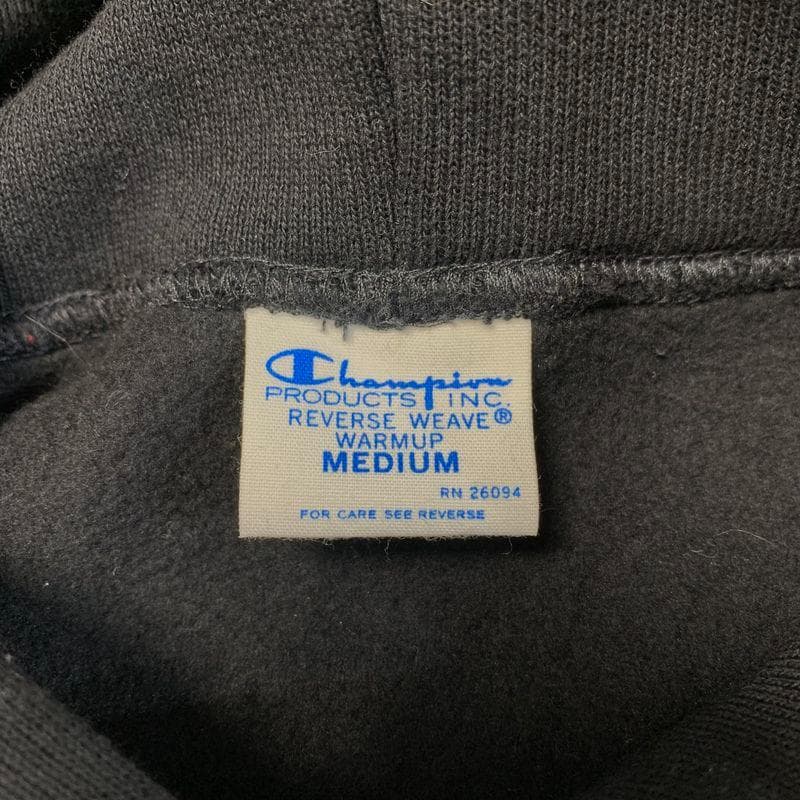 Champion
PRODUCTS INC.
REVERSE WEAVE®
WARMUP
MEDIUM
RN 26094
FOR CARE SEE REVERSE